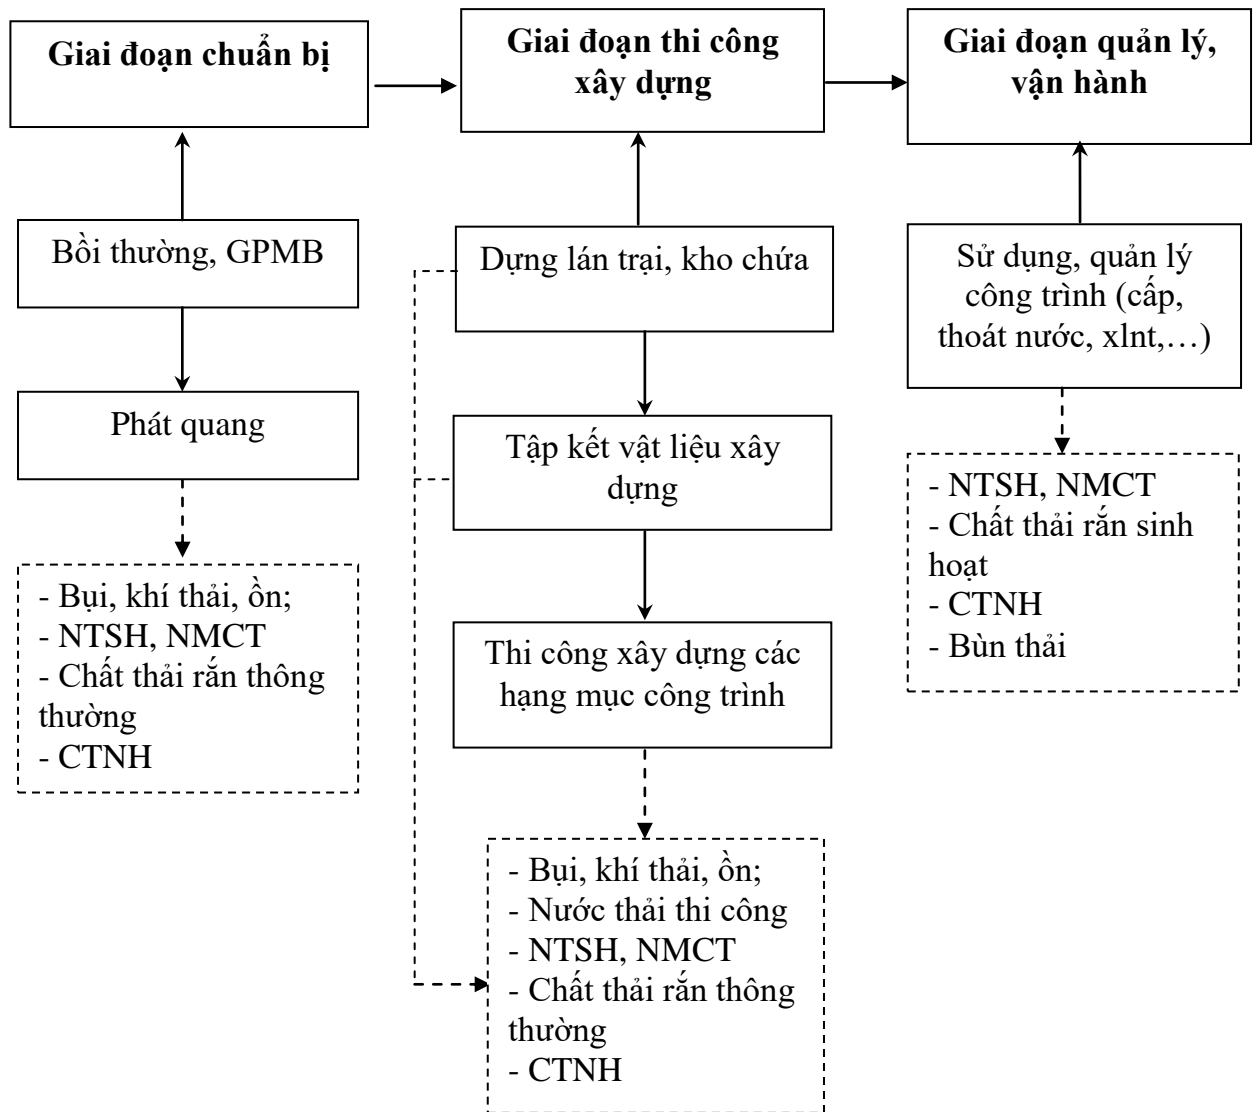 Giai đoạn chuẩn bị
Giai đoạn thi công
xây dựng
Giai đoạn quản lý,
vận hành
Bồi thường, GPMB
Phát quang
- Bụi, khí thải, ồn;
- NTSH, NMCT
- Chất thải rắn thông
thường
- CTNH
Dựng lán trại, kho chứa
Tập kết vật liệu xây
dựng
Thi công xây dựng các
hạng mục công trình
- Bụi, khí thải, ồn;
- Nước thải thi công
- NTSH, NMCT
- Chất thải rắn thông
thường
- CTNH
Sử dụng, quản lý
công trình (cấp,
thoát nước, xlnt,…)
- NTSH, NMCT
- Chất thải rắn sinh
hoạt
- CTNH
- Bùn thải